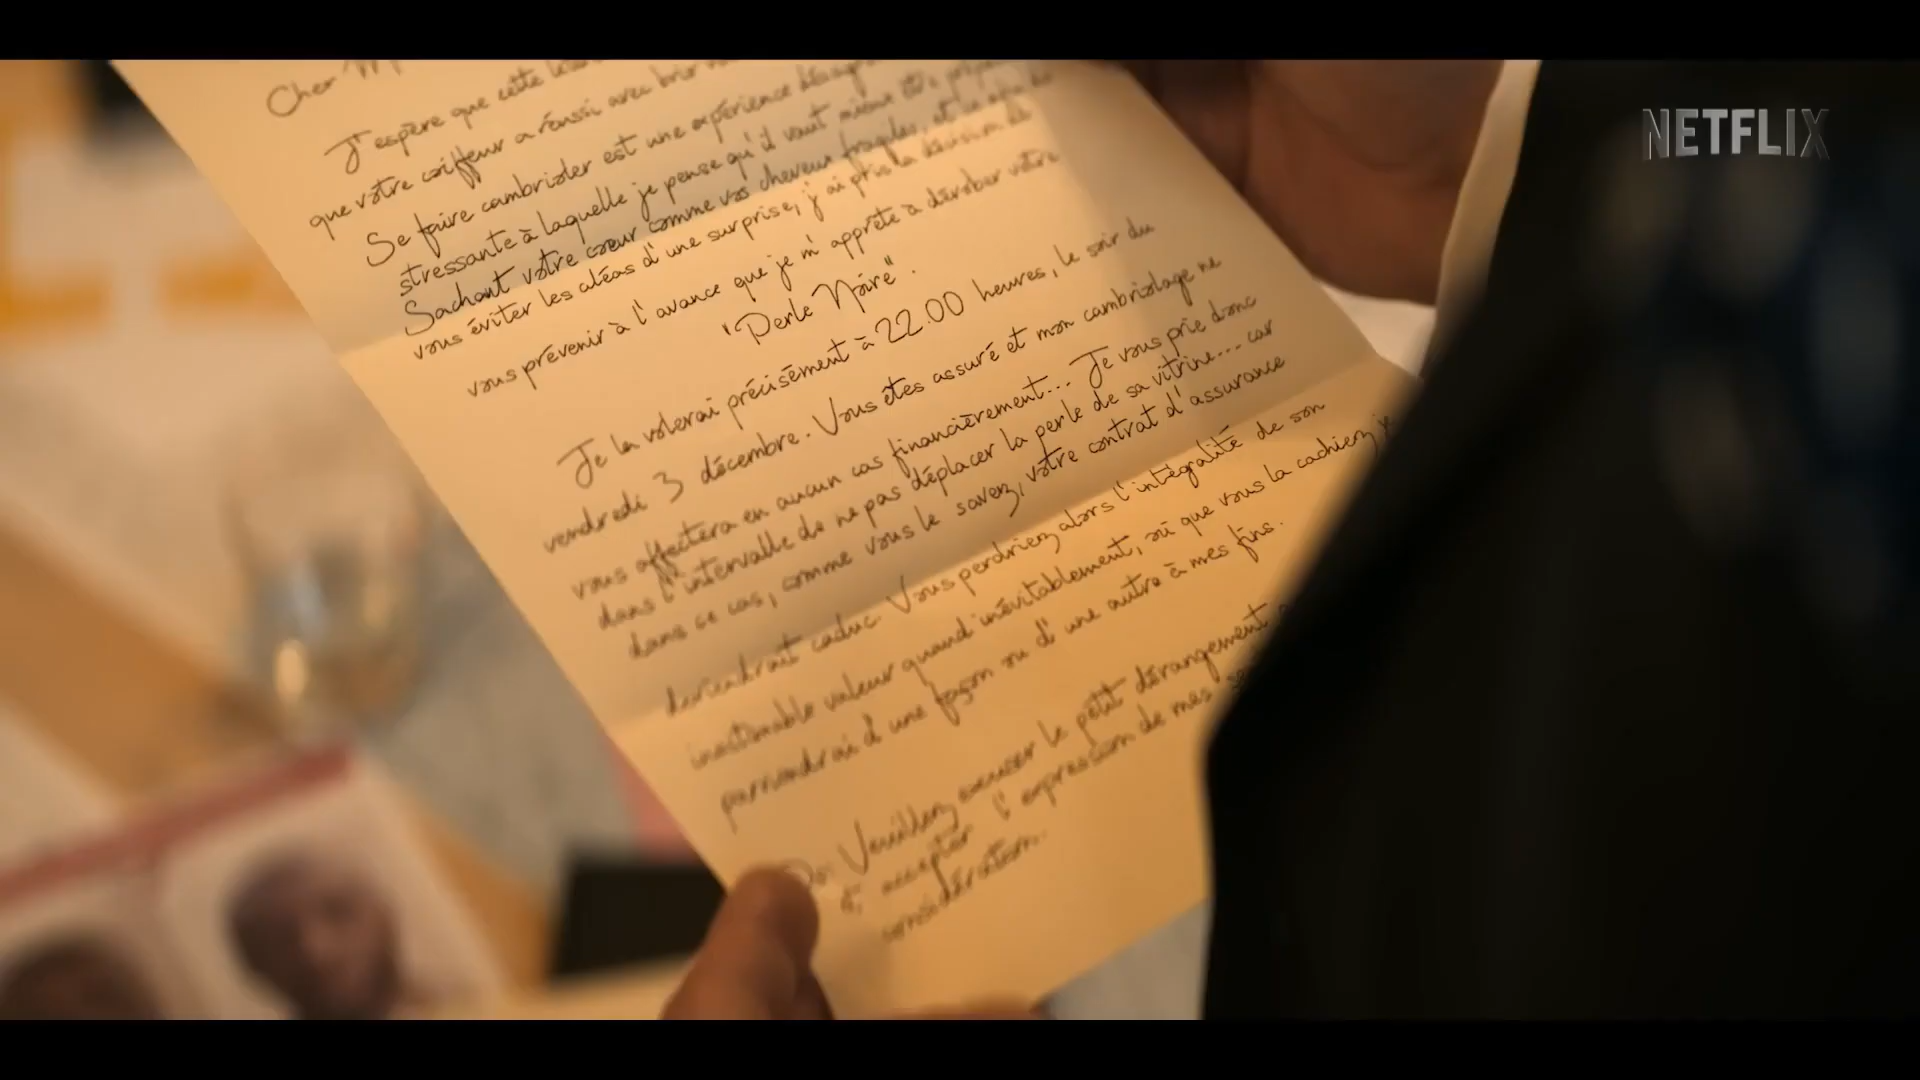 Cher M
J'espère que cette
que votre coiffeur a réussi avec brio
Se faire cambrioler est une expérience
stressante à laquelle je pense qu'il vaut mieux être
Sachant votre cœur comme vos cheveux fragiles, et
vous éviter les aléas d'une surprise, j'ai pris la décision de
vous prévenir à l'avance que je m'apprête à dérober votre
"Perle Noire".
Je la volerai précisément à 22.00 heures, le soir du
vendredi 3 décembre. Vous êtes assuré et mon cambriolage ne
vous affectera en aucun cas financièrement... Je vous prie donc
dans l'intervalle de ne pas déplacer la perle de sa vitrine... car
dans ce cas, comme vous le savez, votre contrat d'assurance
deviendrait caduc. Vous perdriez alors l'intégralité de son
inestimable valeur quand inévitablement, où que vous la cachiez, je
parviendrai d'une façon ou d'une autre à mes fins.
Veuillez excuser le petit dérangement
accepter l'expression de mes
considération.
NETFLIX